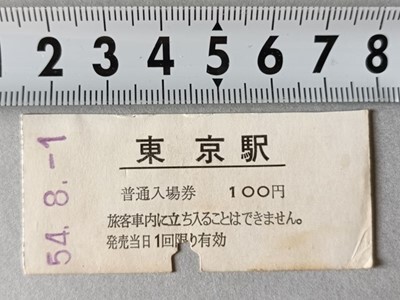 1 2 3 4 5 6 7 8
54.8.-1
東京駅
普通入場券 100円
旅客車内に立ち入ることはできません。
発売当日1回限り有効